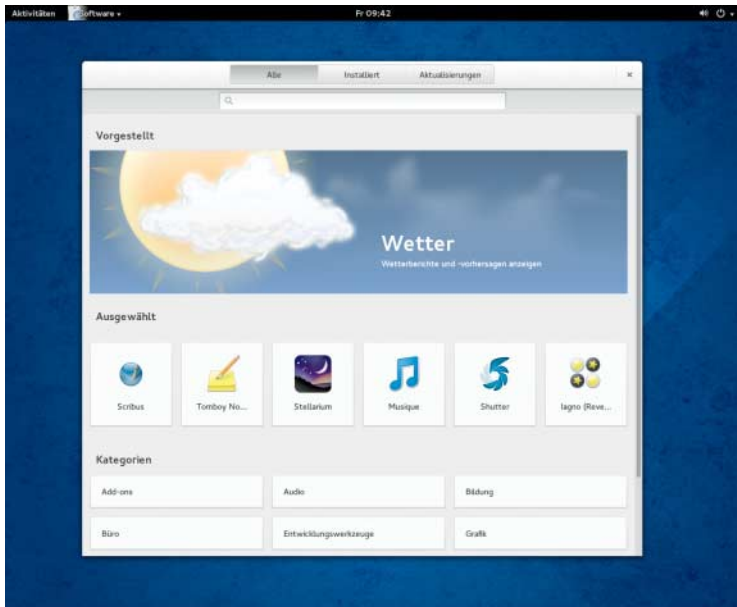 Aktivitäten Software Fr 09:42
Alle Installiert Aktualisierungen
Vorgestellt
Wetter
Wetterberichte und -vorhersagen anzeigen
Ausgewählt
Scribus Tomboy No... Stellarium Musique Shutter Iagno (Reve...
Kategorien
Add-ons Audio Bildung
Büro Entwicklungswerkzeuge Grafik